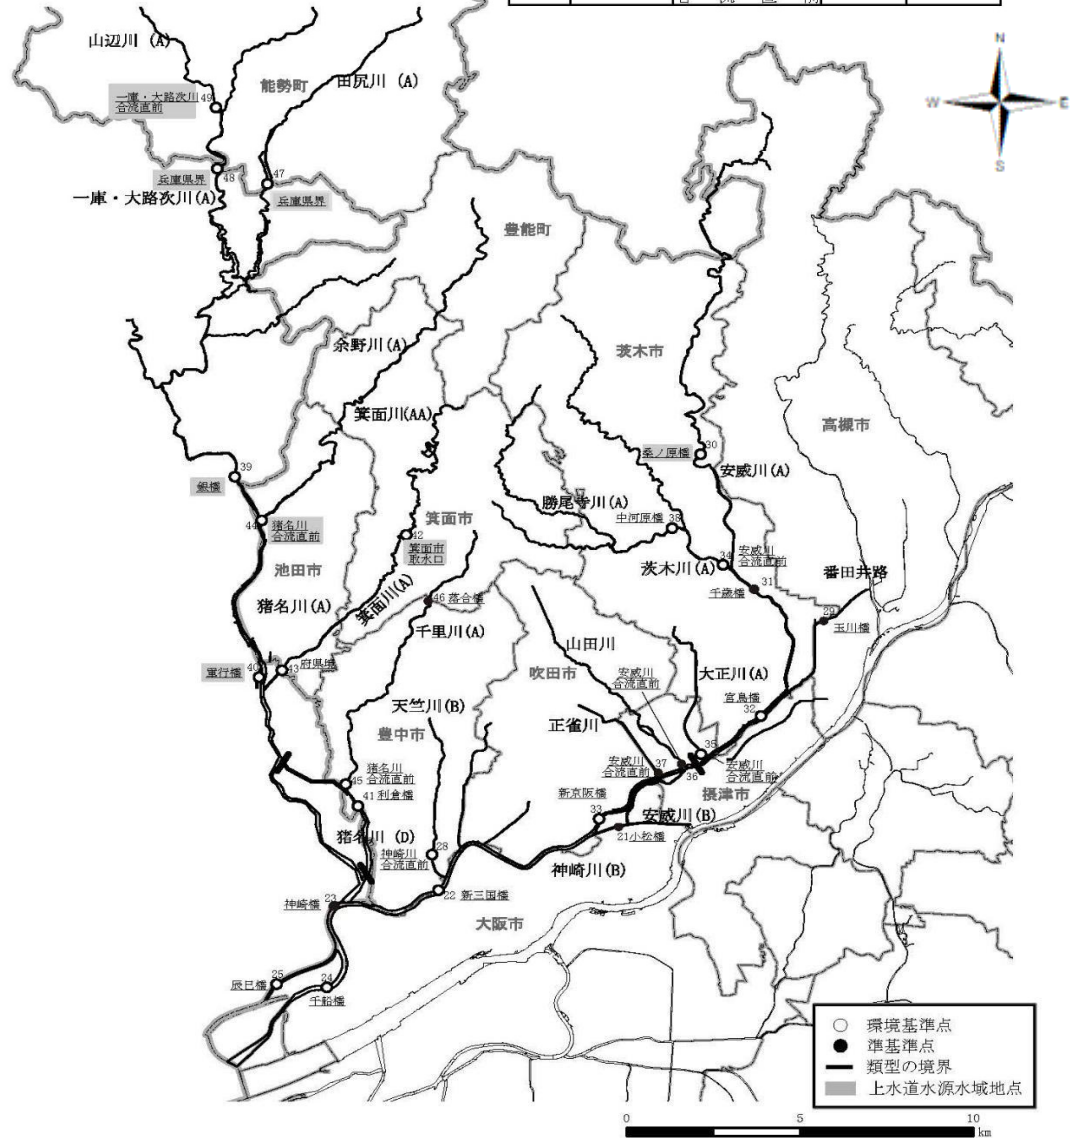 合流直前
山辺川(A)
能勢町
田尻川 (A)
N
W
E
S
一庫・大路次川
合流直前
49
兵庫県界
48
47
兵庫県界
一庫・大路次川(A)
豊能町
余野川(A)
茨木市
箕面川(AA)
高槻市
桑ノ原橋
30
安威川(A)
39
銀橋
勝尾寺川(A)
中河原橋
38
44
猪名川
合流直前
箕面市
42
箕面市
取水口
池田市
34
安威川
合流直前
茨木川(A)
31
千歳橋
番田井路
猪名川(A)
箕面川(A)
46 落合橋
29
玉川橋
千里川(A)
山田川
吹田市
安威川
合流直前
大正川(A)
軍行橋
40
43
府県境
宮鳥橋
32
天竺川(B)
正雀川
豊中市
35
安威川
合流直前
猪名川
合流直前
45
安威川
合流直前
37
36
摂津市
41 利倉橋
新京阪橋
33
安威川(B)
猪名川 (D)
21小松橋
28
神崎川
合流直前
神崎川(B)
22 新三国橋
神崎橋
23
大阪市
25
辰巳橋
24
千船橋
環境基準点
準基準点
類型の境界
上水道水源水域地点
0
5
10
km